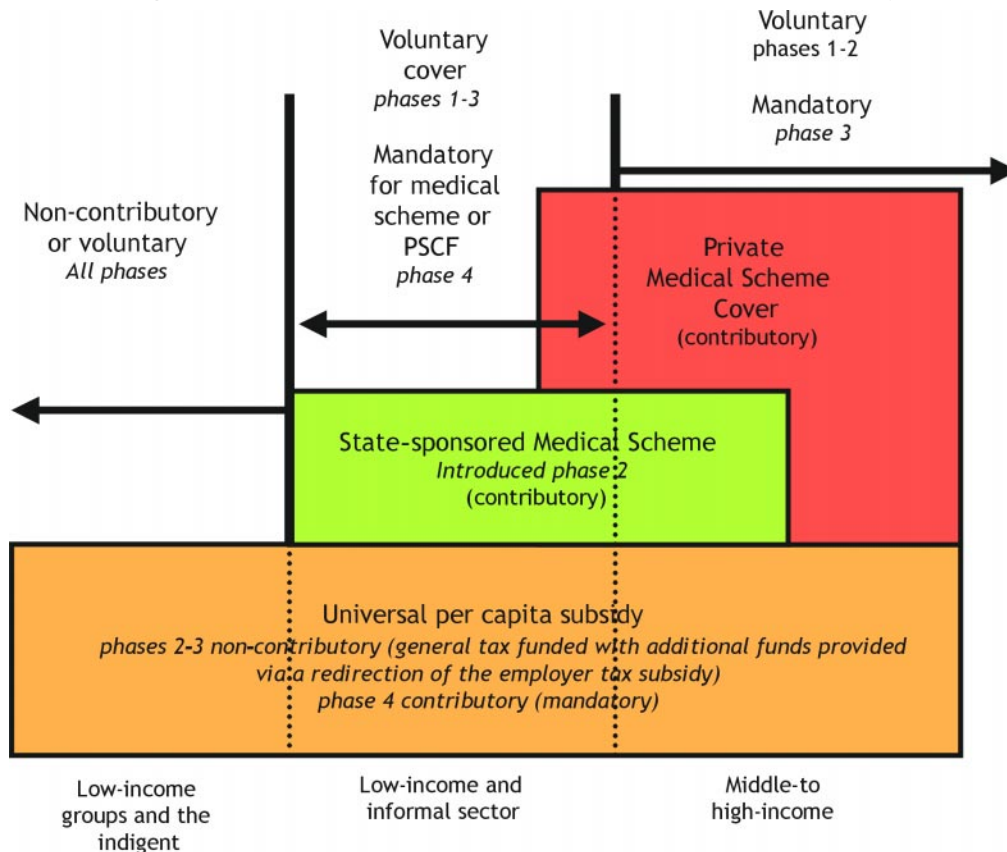 Voluntary
cover
phases 1-3
Mandatory
for medical
scheme or
PSCF
phase 4
Voluntary
phases 1-2
Mandatory
phase 3
Non-contributory
or voluntary
All phases
Private
Medical Scheme
Cover
(contributory)
State-sponsored Medical Scheme
Introduced phase 2
(contributory)
Universal per capita subsidy
phases 2-3 non-contributory (general tax funded with additional funds provided
via a redirection of the employer tax subsidy)
phase 4 contributory (mandatory)
Low-income
groups and the
indigent
Low-income and
informal sector
Middle-to
high-income